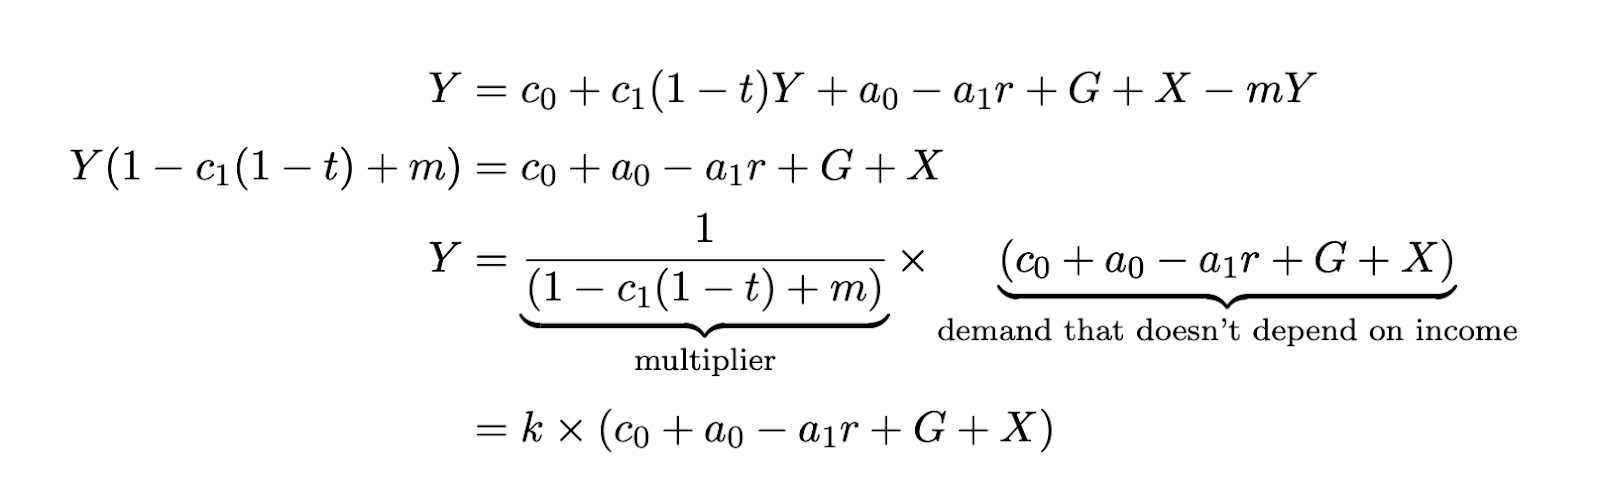 Y = c₀ + c₁(1 − t)Y + a₀ − a₁r + G + X − mY
Y(1 − c₁(1 − t) + m) = c₀ + a₀ − a₁r + G + X
Y = 1/(1 − c₁(1 − t) + m) × (c₀ + a₀ − a₁r + G + X)
demand that doesn't depend on income
multiplier
= k × (c₀ + a₀ − a₁r + G + X)